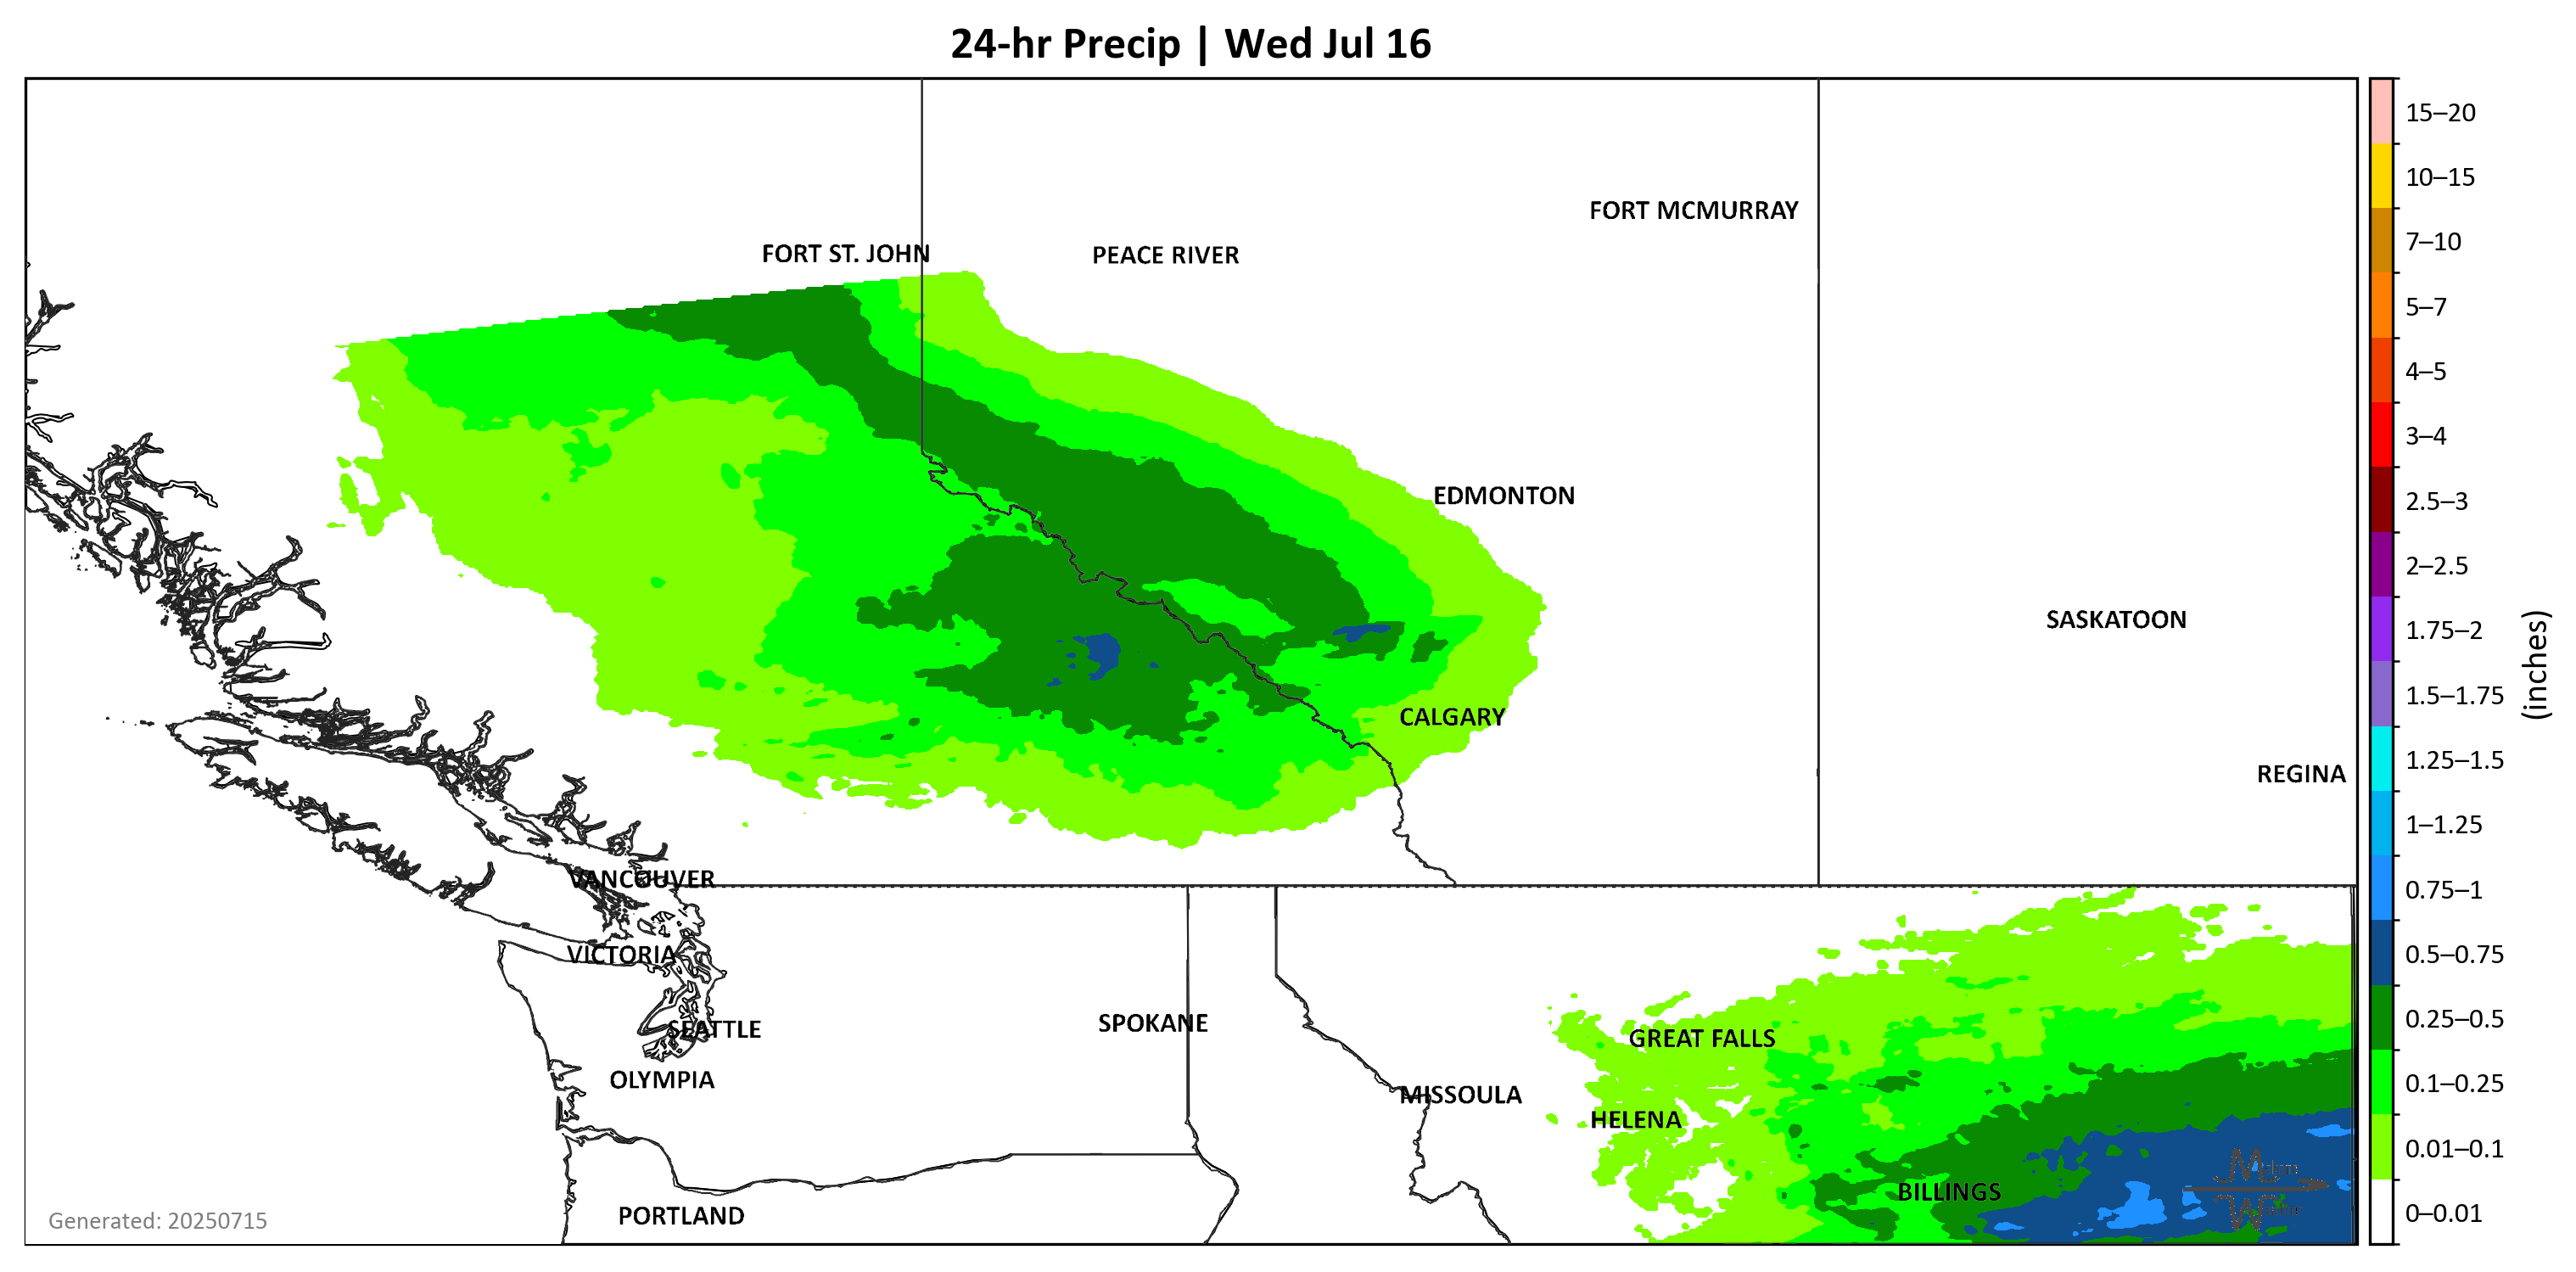 24-hr Precip | Wed Jul 16
15–20
10–15
FORT MCMURRAY
7–10
FORT ST. JOHN
PEACE RIVER
5–7
4–5
3–4
EDMONTON
2.5–3
2–2.5
SASKATOON
1.75–2
(inches)
1.5–1.75
CALGARY
1.25–1.5
REGINA
1–1.25
VANCOUVER
0.75–1
VICTORIA
0.5–0.75
SEATTLE
SPOKANE
GREAT FALLS
0.25–0.5
OLYMPIA
MISSOULA
0.1–0.25
HELENA
0.01–0.1
BILLINGS
PORTLAND
0–0.01
Generated: 20250715